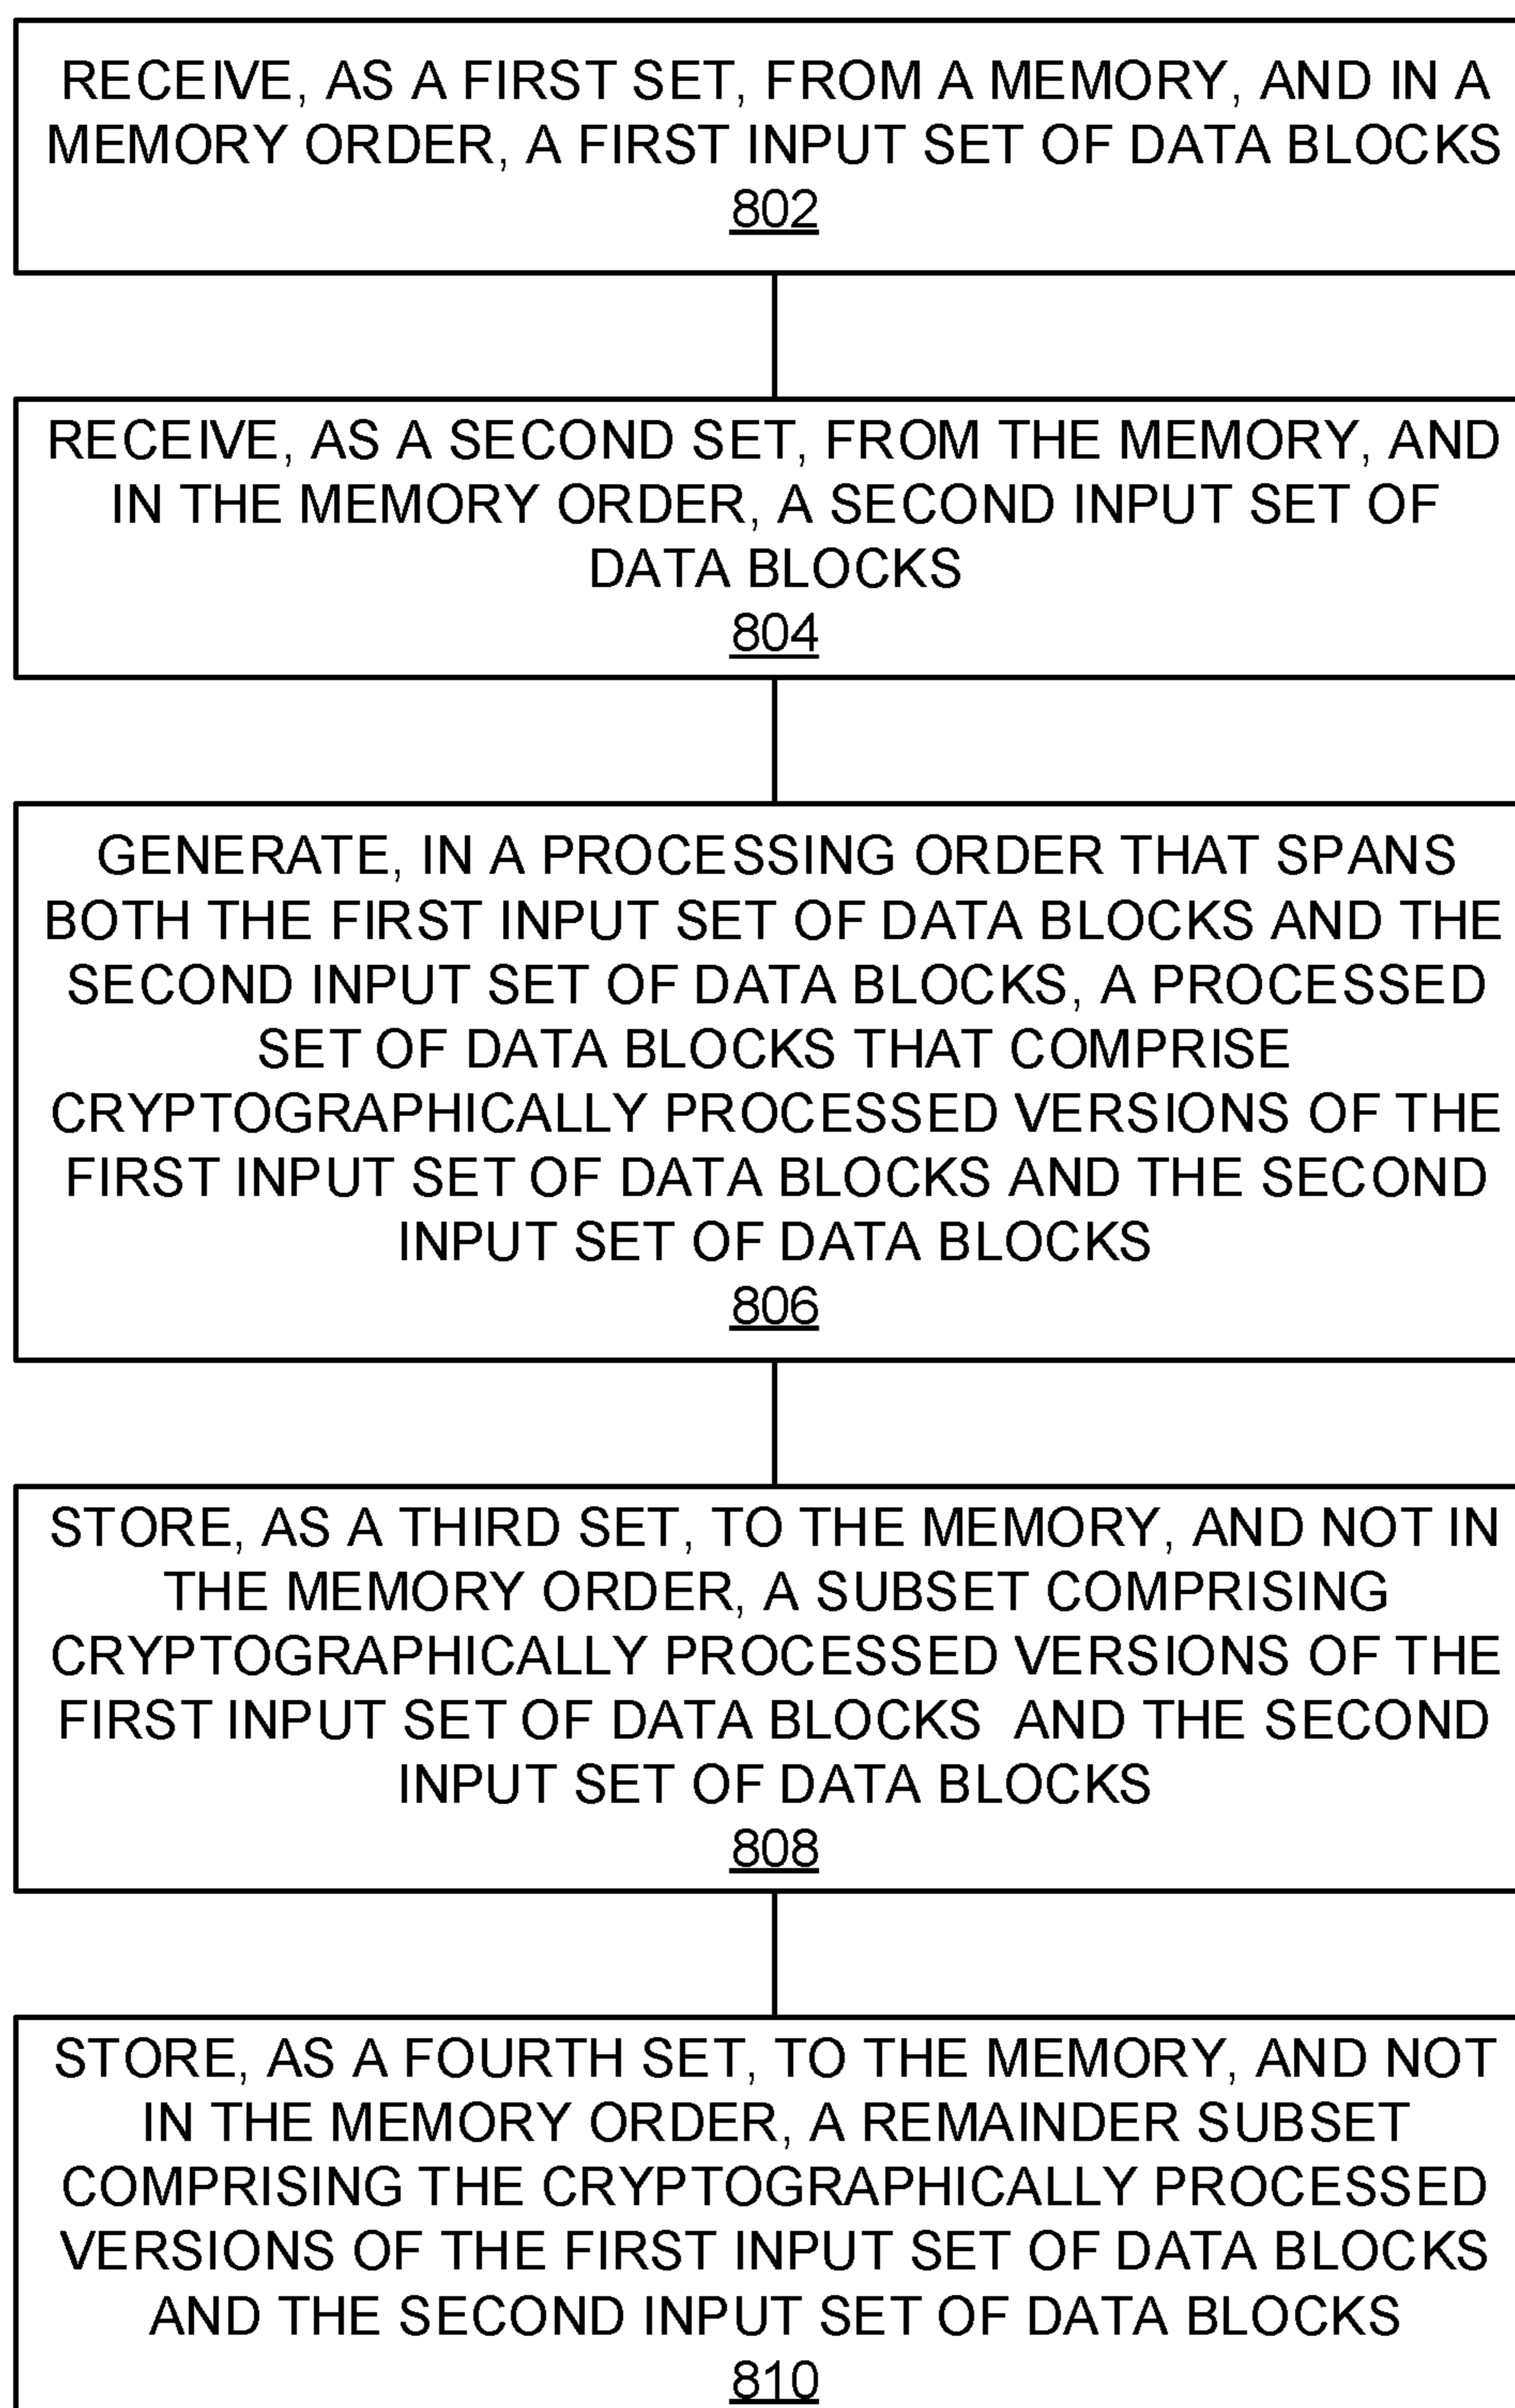 RECEIVE, AS A FIRST SET, FROM A MEMORY, AND IN A
MEMORY ORDER, A FIRST INPUT SET OF DATA BLOCKS
802
RECEIVE, AS A SECOND SET, FROM THE MEMORY, AND
IN THE MEMORY ORDER, A SECOND INPUT SET OF
DATA BLOCKS
804
GENERATE, IN A PROCESSING ORDER THAT SPANS
BOTH THE FIRST INPUT SET OF DATA BLOCKS AND THE
SECOND INPUT SET OF DATA BLOCKS, A PROCESSED
SET OF DATA BLOCKS THAT COMPRISE
CRYPTOGRAPHICALLY PROCESSED VERSIONS OF THE
FIRST INPUT SET OF DATA BLOCKS AND THE SECOND
INPUT SET OF DATA BLOCKS
806
STORE, AS A THIRD SET, TO THE MEMORY, AND NOT IN
THE MEMORY ORDER, A SUBSET COMPRISING
CRYPTOGRAPHICALLY PROCESSED VERSIONS OF THE
FIRST INPUT SET OF DATA BLOCKS AND THE SECOND
INPUT SET OF DATA BLOCKS
808
STORE, AS A FOURTH SET, TO THE MEMORY, AND NOT
IN THE MEMORY ORDER, A REMAINDER SUBSET
COMPRISING THE CRYPTOGRAPHICALLY PROCESSED
VERSIONS OF THE FIRST INPUT SET OF DATA BLOCKS
AND THE SECOND INPUT SET OF DATA BLOCKS
810